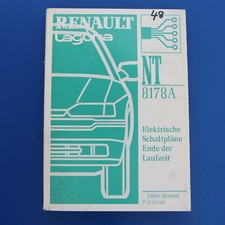 48
RENAULT
laguna
NT
8178A
Elektrische
Schaltpläne
Ende der
Laufzeit